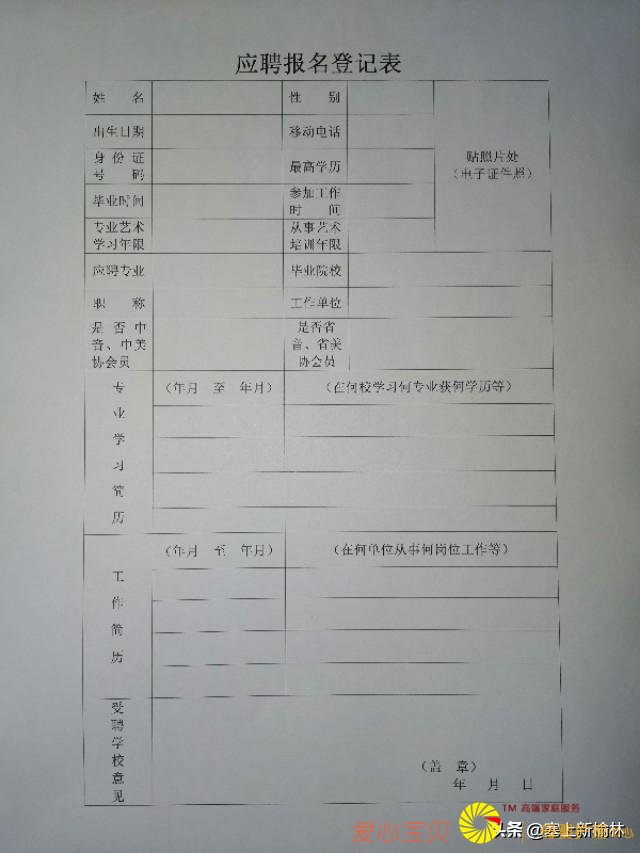 应聘报名登记表
姓 名 性 别
出生日期 移动电话 贴照片处
（电子证件照）
身 份 证
号 码
最高学历
毕业时间 参加工作
时 间
专业艺术
学习年限
从事艺术
培训年限
应聘专业 毕业院校
职 称 工作单位
是 否 中
音、中美
协会员
是否省
音、省美
协会员
专
业
学
习
简
历
（年月 至 年月） （在何校学习何专业获何学历等）
工
作
简
历
（年月 至 年月） （在何单位从事何岗位工作等）
受
聘
学
校
意
见
（盖 章）
年 月 日
TM 高端家庭服务
爱心宝贝
头条 @塞上新榆林